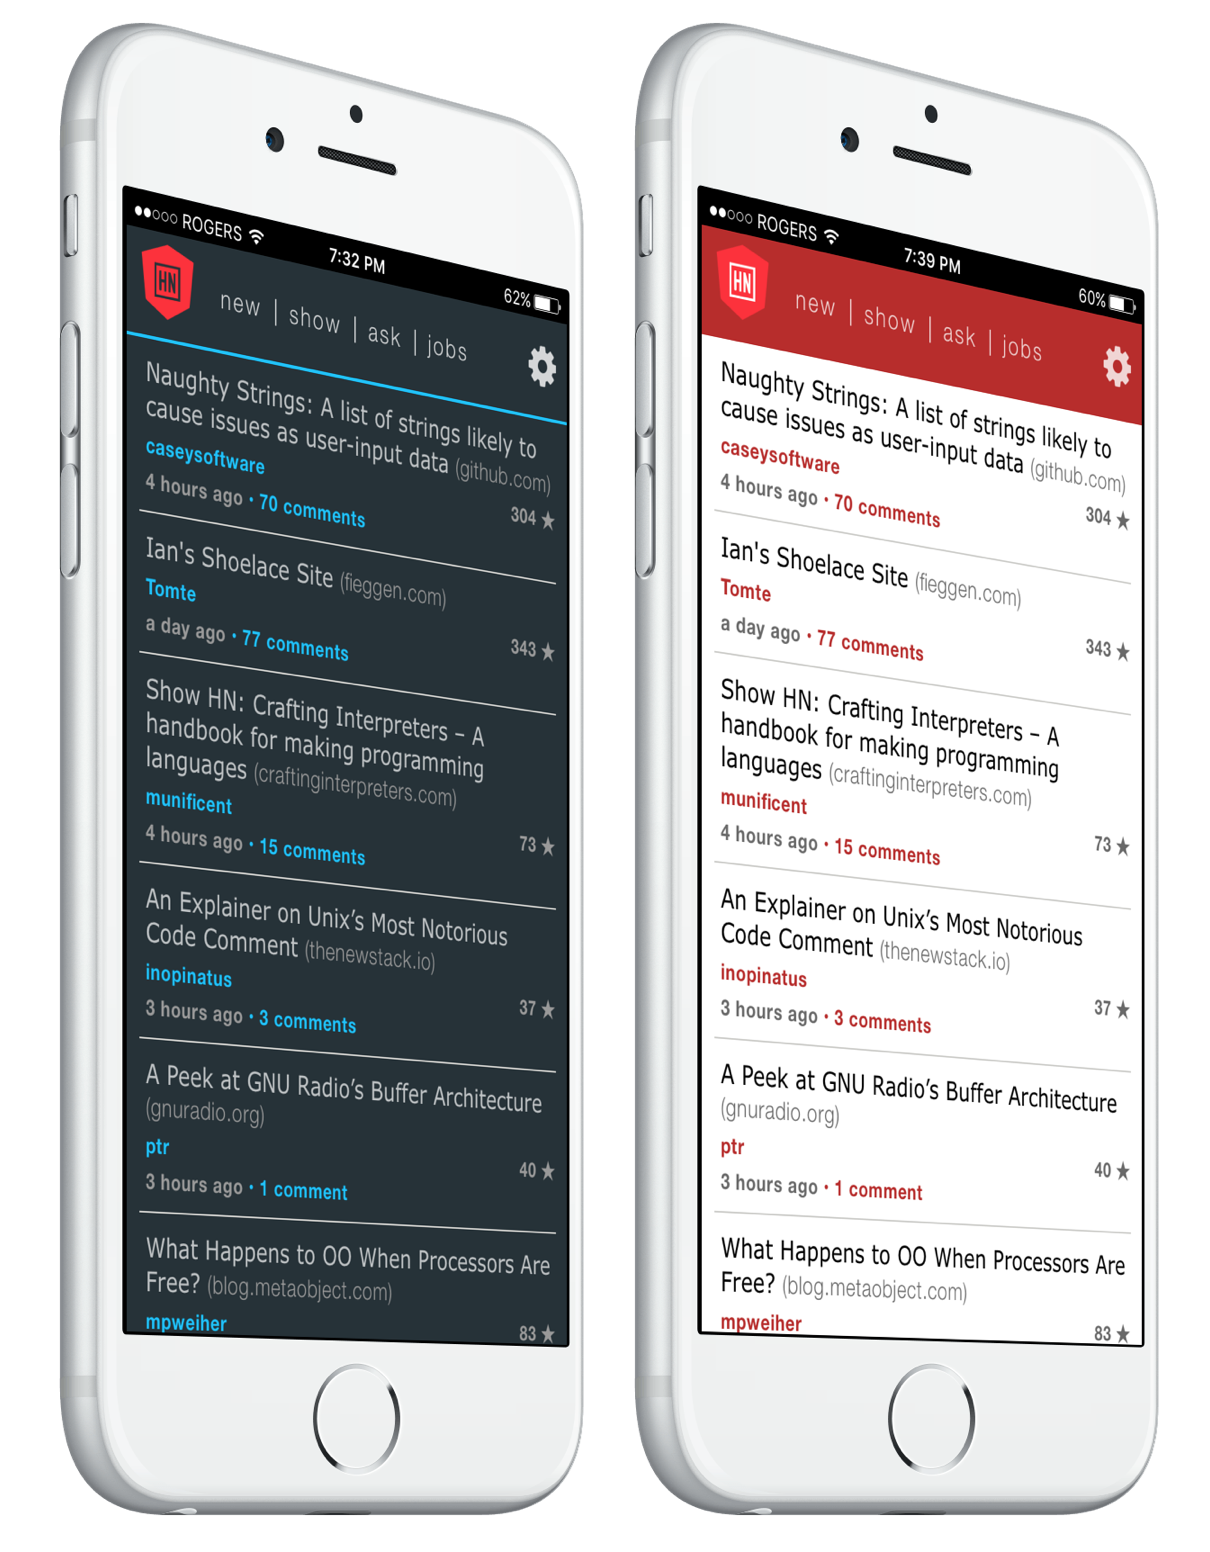 ROGERS
7:32 PM
62%
HN
new | show | ask | jobs
Naughty Strings: A list of strings likely to
cause issues as user-input data (github.com)
caseysoftware
4 hours ago • 70 comments
304 ★
Ian's Shoelace Site (fieggen.com)
Tomte
a day ago • 77 comments
343 ★
Show HN: Crafting Interpreters – A
handbook for making programming
languages (craftinginterpreters.com)
munificent
4 hours ago • 15 comments
73 ★
An Explainer on Unix’s Most Notorious
Code Comment (thenewstack.io)
inopinatus
3 hours ago • 3 comments
37 ★
A Peek at GNU Radio’s Buffer Architecture
(gnuradio.org)
ptr
3 hours ago • 1 comment
40 ★
What Happens to OO When Processors Are
Free? (blog.metaobject.com)
mpweiher
83 ★
ROGERS
7:39 PM
60%
HN
new | show | ask | jobs
Naughty Strings: A list of strings likely to
cause issues as user-input data (github.com)
caseysoftware
4 hours ago • 70 comments
304 ★
Ian's Shoelace Site (fieggen.com)
Tomte
a day ago • 77 comments
343 ★
Show HN: Crafting Interpreters – A
handbook for making programming
languages (craftinginterpreters.com)
munificent
4 hours ago • 15 comments
73 ★
An Explainer on Unix’s Most Notorious
Code Comment (thenewstack.io)
inopinatus
3 hours ago • 3 comments
37 ★
A Peek at GNU Radio’s Buffer Architecture
(gnuradio.org)
ptr
3 hours ago • 1 comment
40 ★
What Happens to OO When Processors Are
Free? (blog.metaobject.com)
mpweiher
83 ★